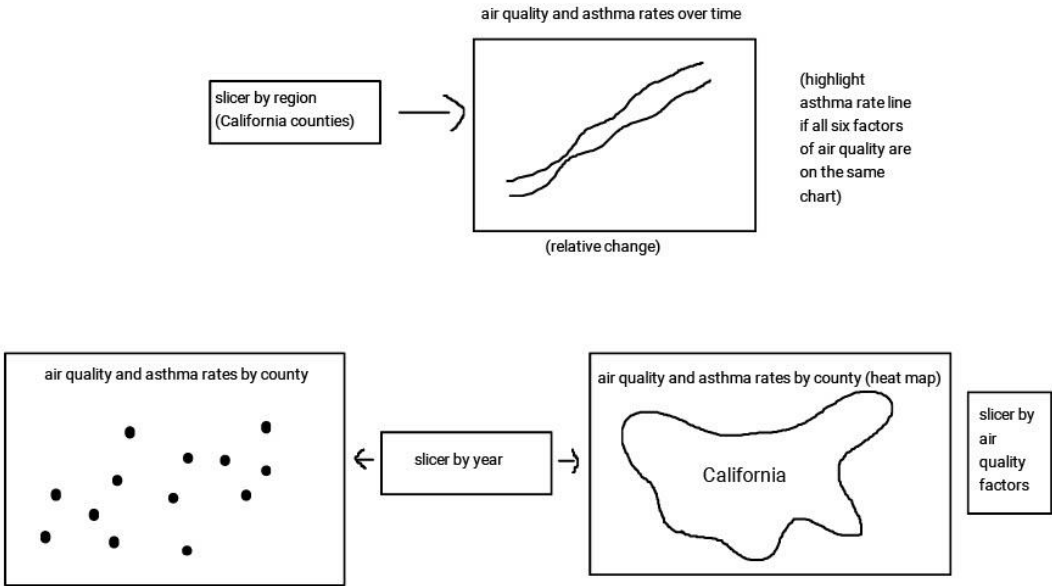 air quality and asthma rates over time
slicer by region
(California counties)
(highlight
asthma rate line
if all six factors
of air quality are
on the same
chart)
(relative change)
air quality and asthma rates by county
slicer by year
air quality and asthma rates by county (heat map)
California
slicer by
air
quality
factors